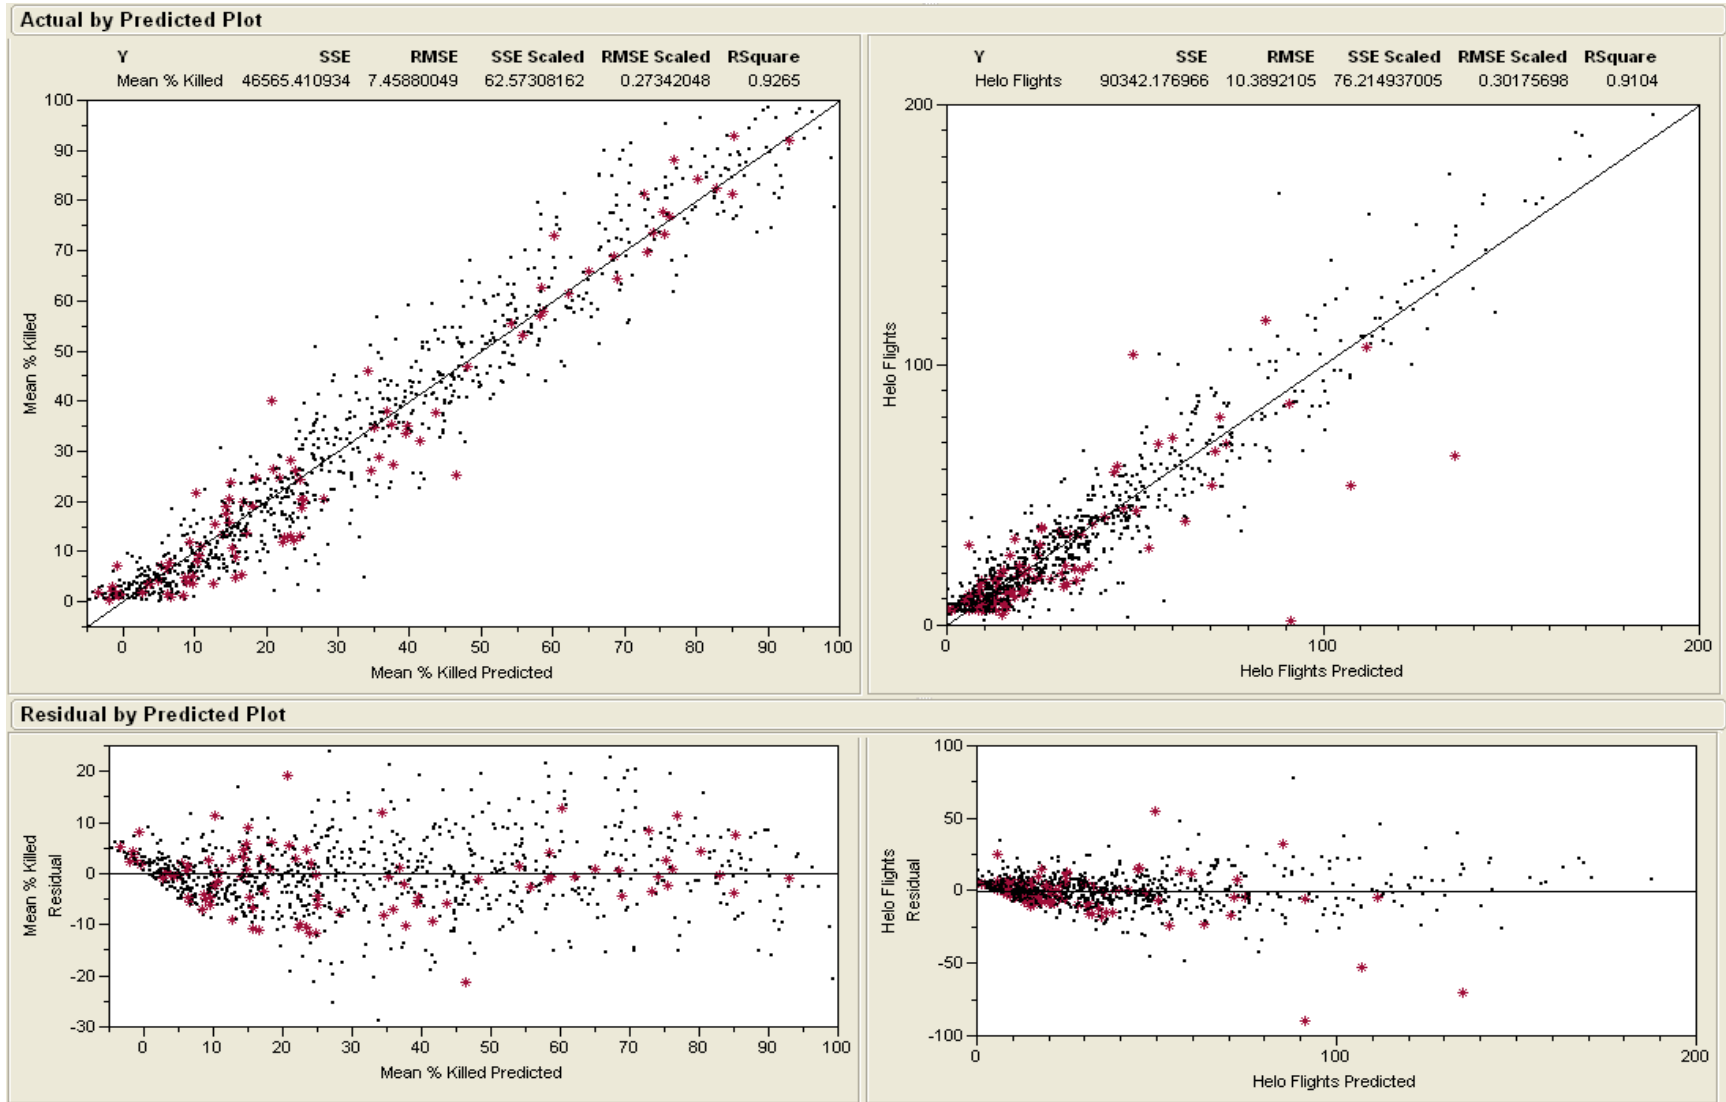 Actual by Predicted Plot
Y SSE RMSE SSE Scaled RMSE Scaled RSquare
Mean % Killed 46565.410934 7.45880049 62.57308162 0.27342048 0.9265
100
90
80
70
60
50
40
30
20
10
0
Mean % Killed
0 10 20 30 40 50 60 70 80 90 100
Mean % Killed Predicted
Y SSE RMSE SSE Scaled RMSE Scaled RSquare
Helo Flights 90342.176966 10.3892105 76.214937005 0.30175698 0.9104
200
100
0
Helo Flights
0 100 200
Helo Flights Predicted
Residual by Predicted Plot
20
10
0
-10
-20
-30
Mean % Killed
Residual
0 10 20 30 40 50 60 70 80 90 100
Mean % Killed Predicted
100
50
0
-50
-100
Helo Flights
Residual
0 100 200
Helo Flights Predicted